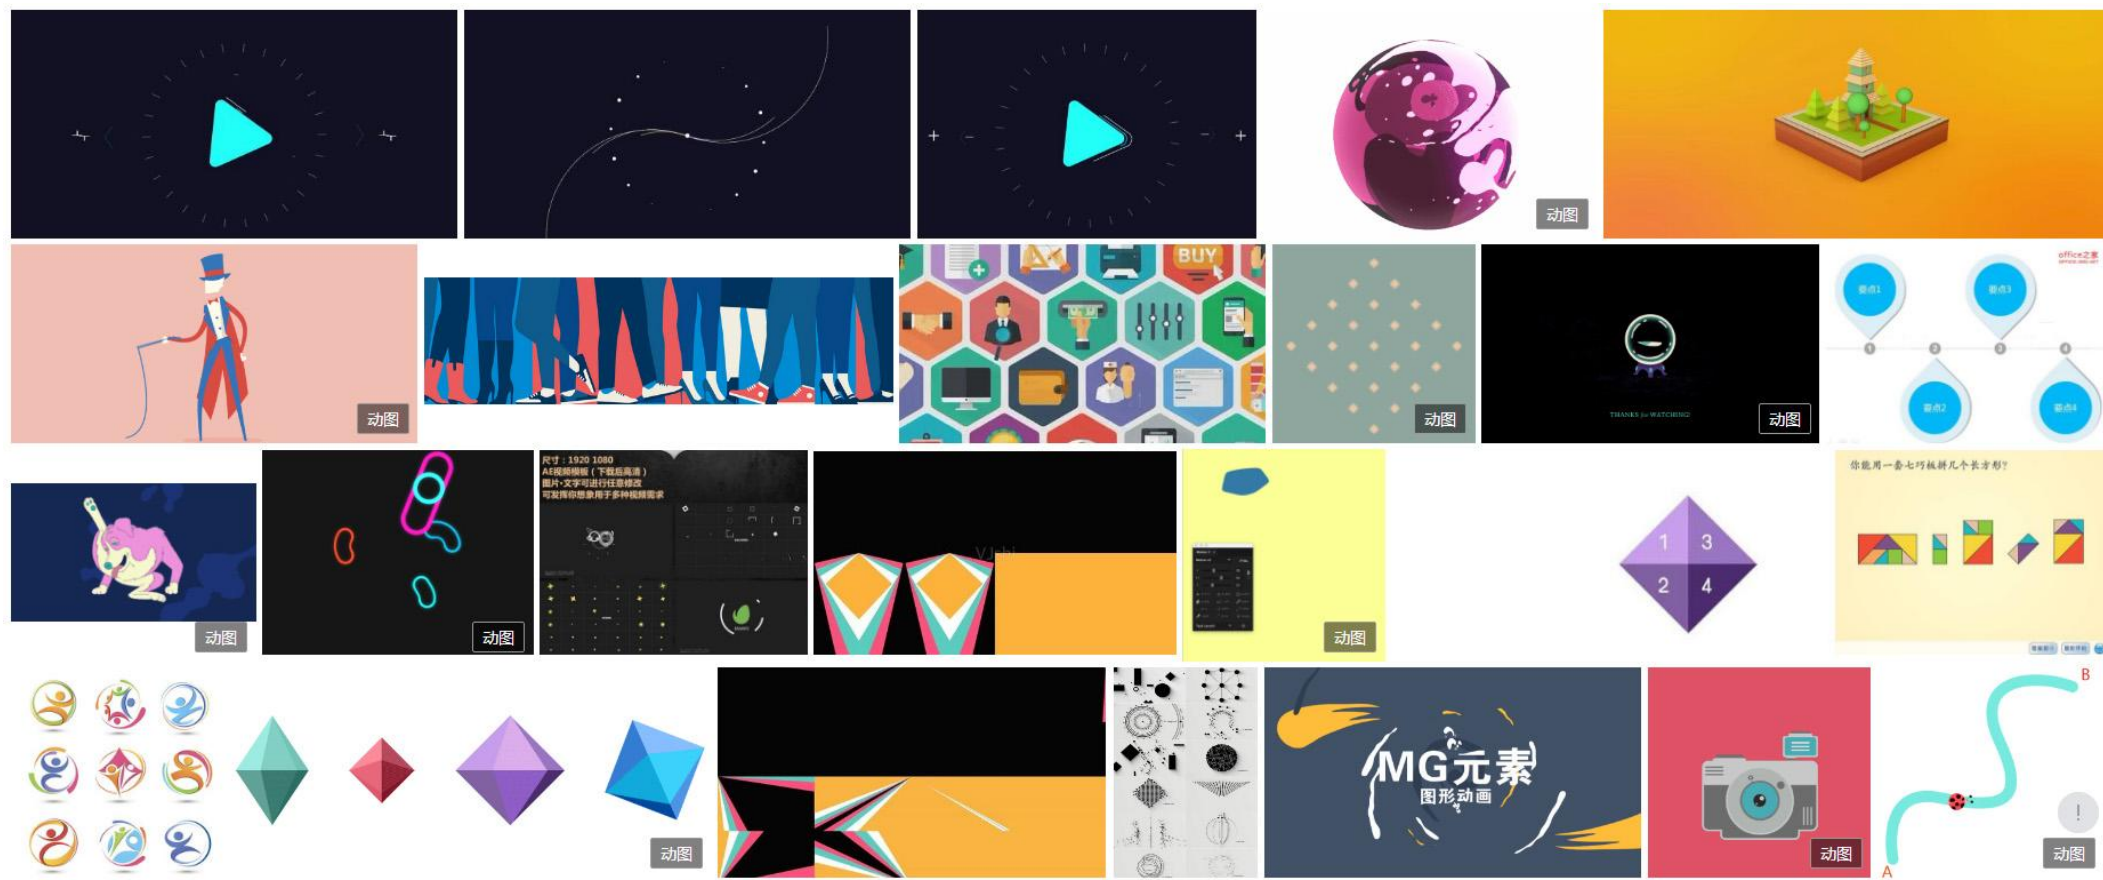 动图
BUY
动图
动图
THANKS for WATCHING!
动图
office之家
要点1
要点3
1
2
3
4
要点2
要点4
动图
动图
尺寸：1920 1080
AE视频模板（下载后高清）
图片·文字可进行任意修改
可发挥你想象用于多种视频需求
VJshi
动图
1 3
2 4
你能用一套七巧板拼几个长方形?
动图
MG元素
图形动画
动图
B
A
!
动图